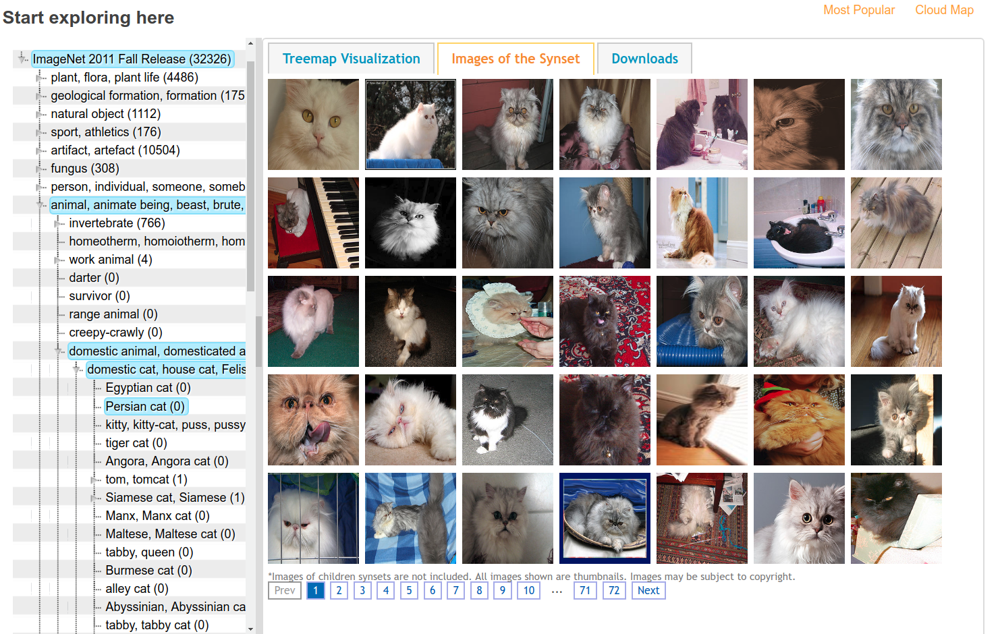 Start exploring here
Most Popular
Cloud Map
ImageNet 2011 Fall Release (32326)
plant, flora, plant life (4486)
geological formation, formation (175
natural object (1112)
sport, athletics (176)
artifact, artefact (10504)
fungus (308)
person, individual, someone, someb
animal, animate being, beast, brute,
invertebrate (766)
homeotherm, homoiotherm, hom
work animal (4)
darter (0)
survivor (0)
range animal (0)
creepy-crawly (0)
domestic animal, domesticated a
domestic cat, house cat, Felis
Egyptian cat (0)
Persian cat (0)
kitty, kitty-cat, puss, pussy
tiger cat (0)
Angora, Angora cat (0)
tom, tomcat (1)
Siamese cat, Siamese (1)
Manx, Manx cat (0)
Maltese, Maltese cat (0)
tabby, queen (0)
Burmese cat (0)
alley cat (0)
Abyssinian, Abyssinian ca
tabby, tabby cat (0)
Treemap Visualization
Images of the Synset
Downloads
*Images of children synsets are not included. All images shown are thumbnails. Images may be subject to copyright.
Prev 1 2 3 4 5 6 7 8 9 10 ... 71 72 Next